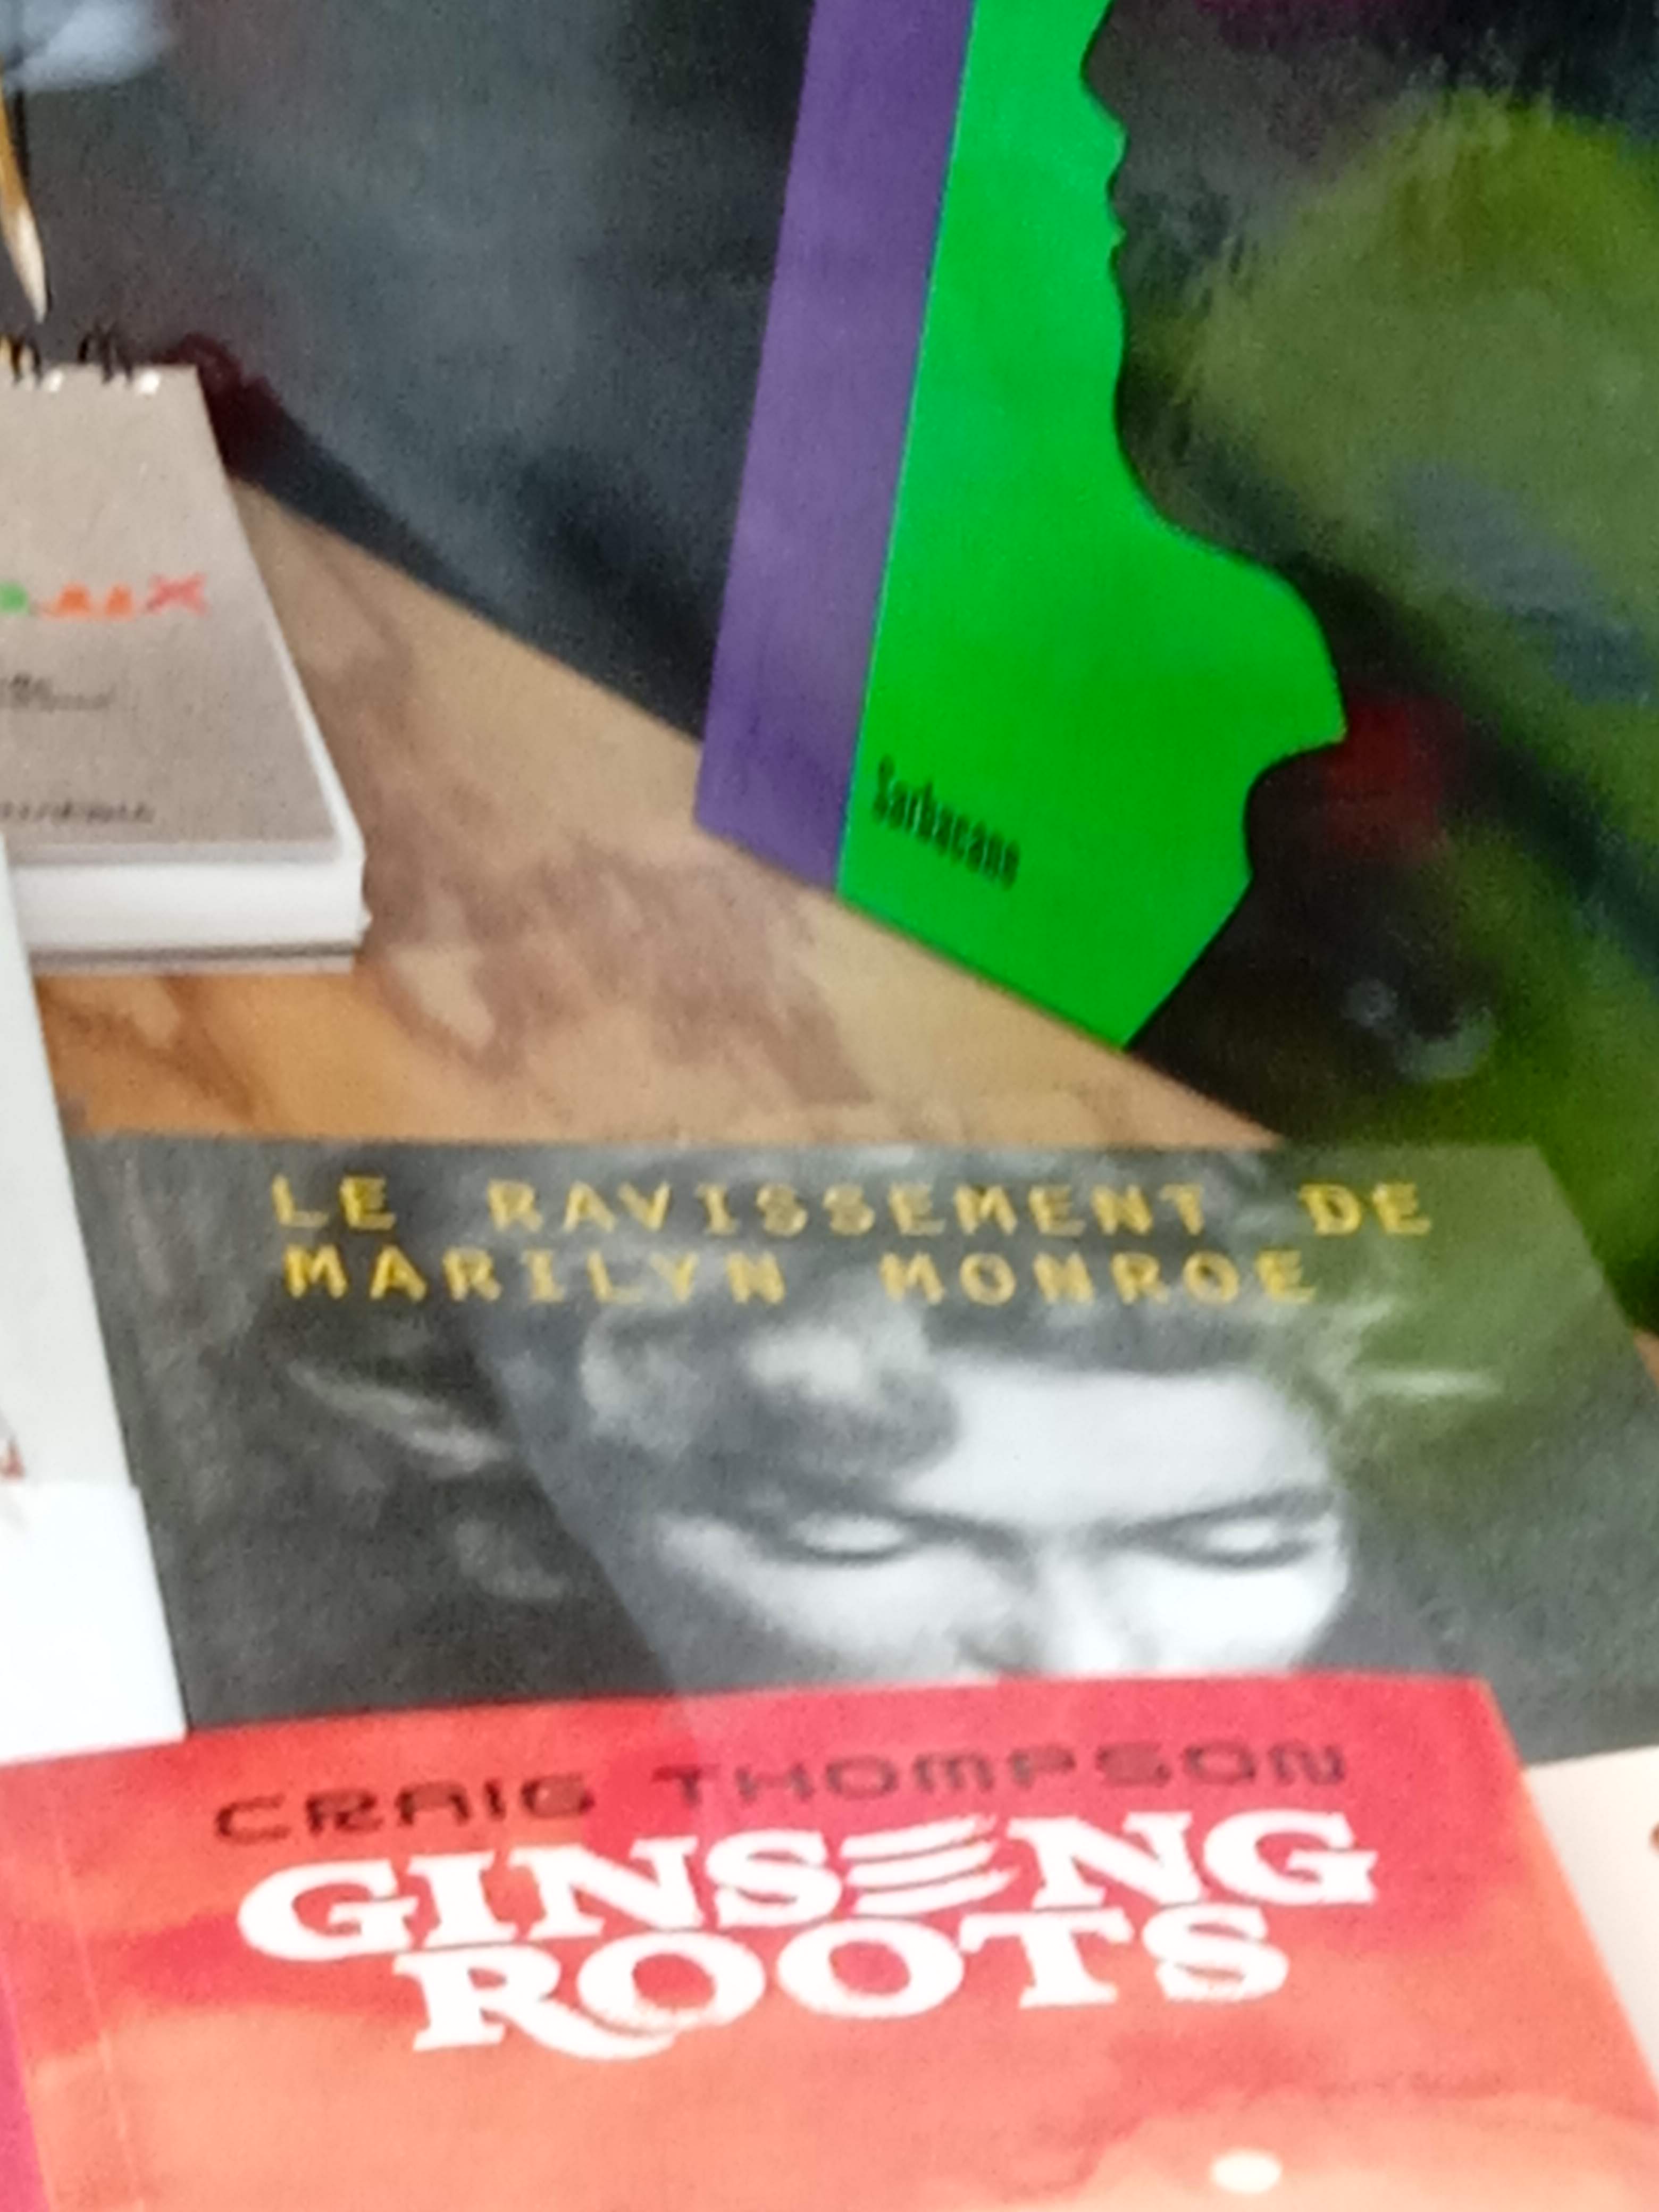 Sarbacane
LE RAVISSEMENT DE
MARILYN MONROE
CRAIG THOMPSON
GINSENG
ROOTS